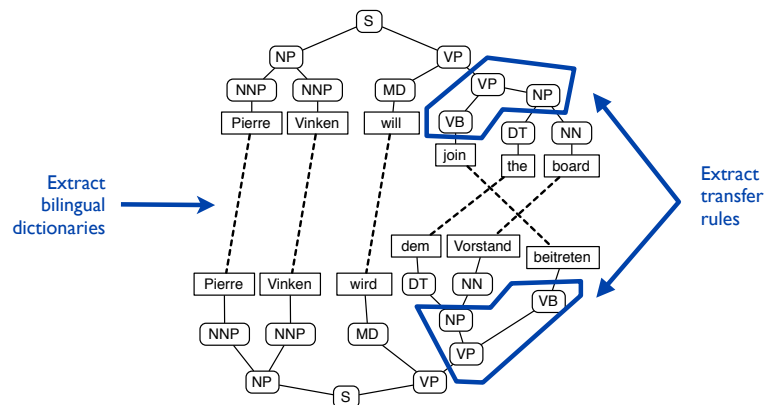 S
NP VP
NNP NNP MD VP NP
Pierre Vinken will VB DT NN
join the board
Extract
bilingual
dictionaries
Extract
transfer
rules
dem Vorstand beitreten
Pierre Vinken wird DT NN VB
NNP NNP MD NP
VP
NP S VP